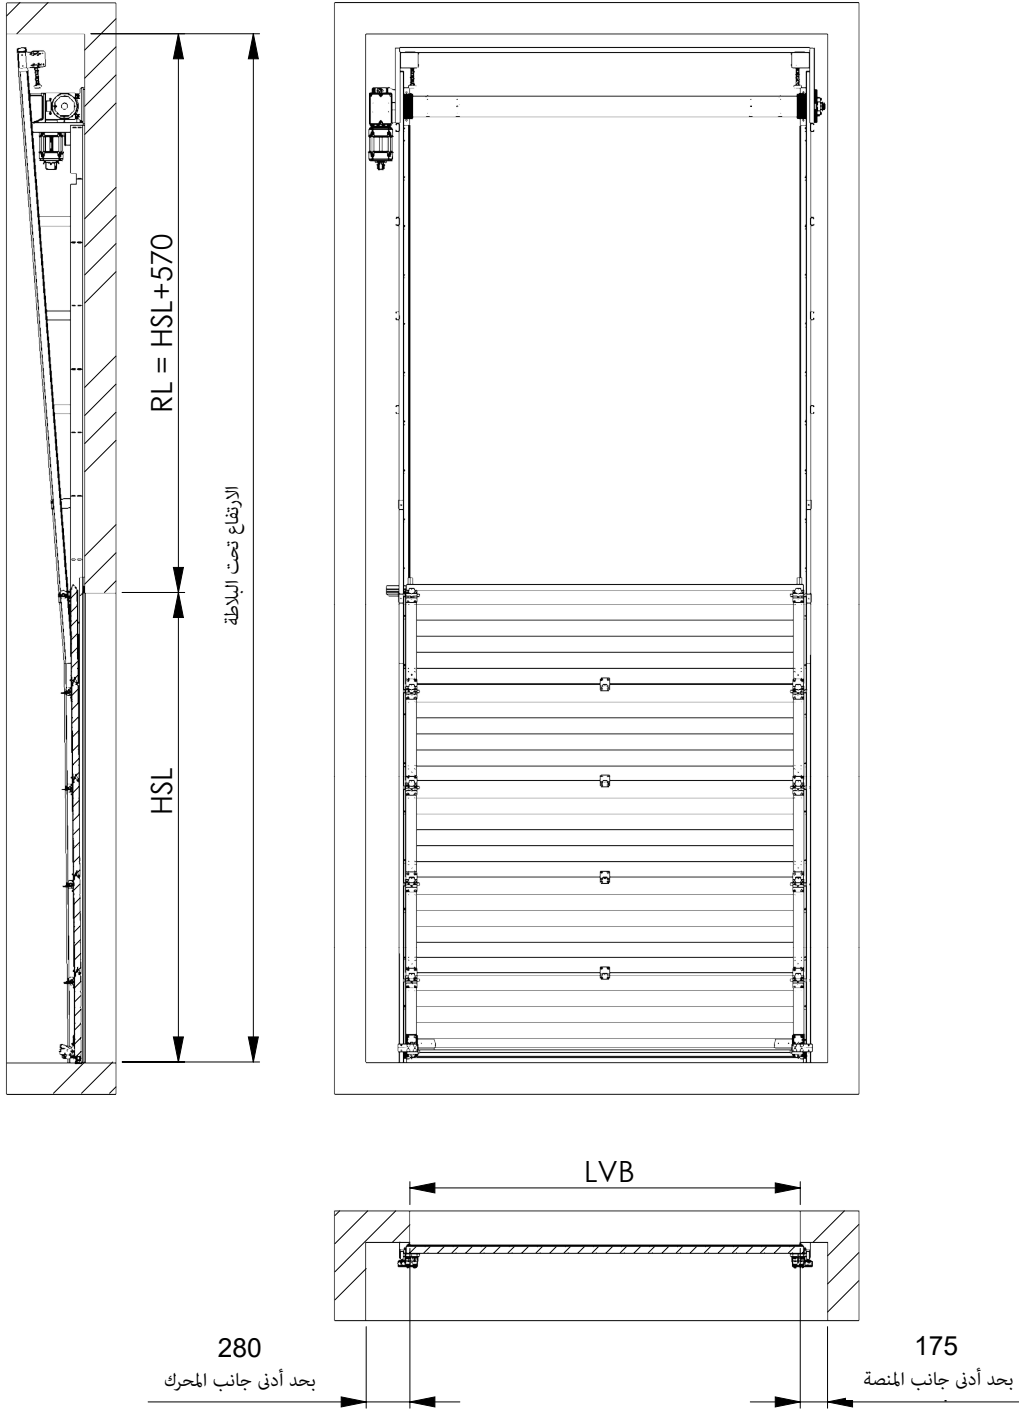 RL = HSL+570
الارتفاع تحت البلاطة
HSL
LVB
280
بحد أدنى جانب المحرك
175
بحد أدنى جانب المنصة